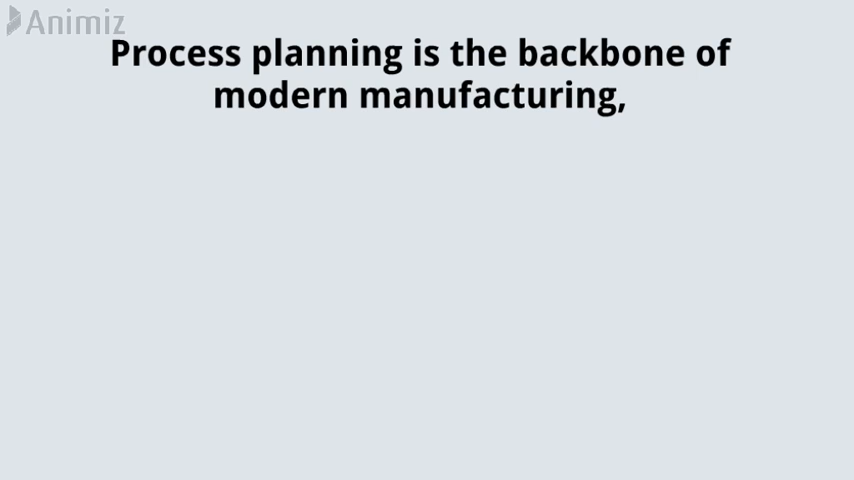 Animiz
Process planning is the backbone of
modern manufacturing,